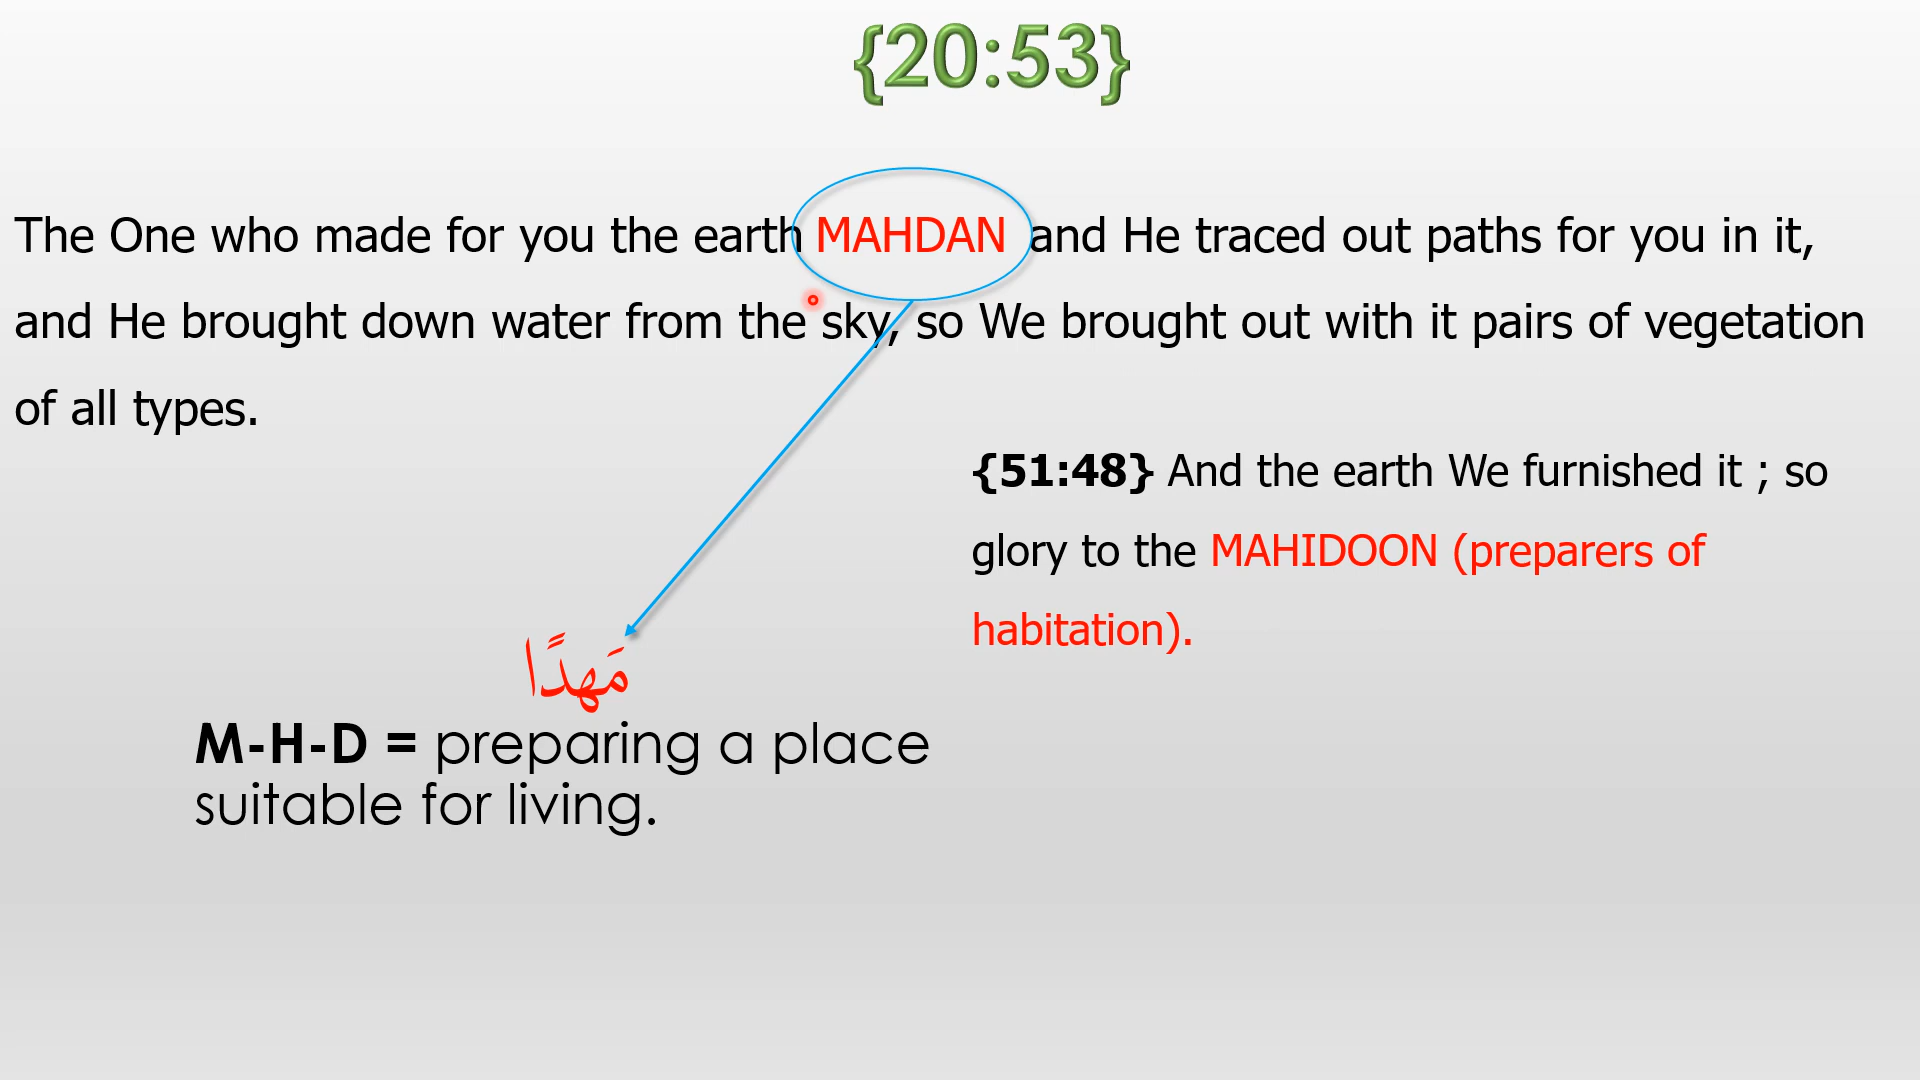 {20:53}
The One who made for you the earth MAHDAN and He traced out paths for you in it,
and He brought down water from the sky, so We brought out with it pairs of vegetation
of all types.
{51:48} And the earth We furnished it ; so
glory to the MAHIDOON (preparers of
habitation).
مَهدًا
M-H-D = preparing a place
suitable for living.